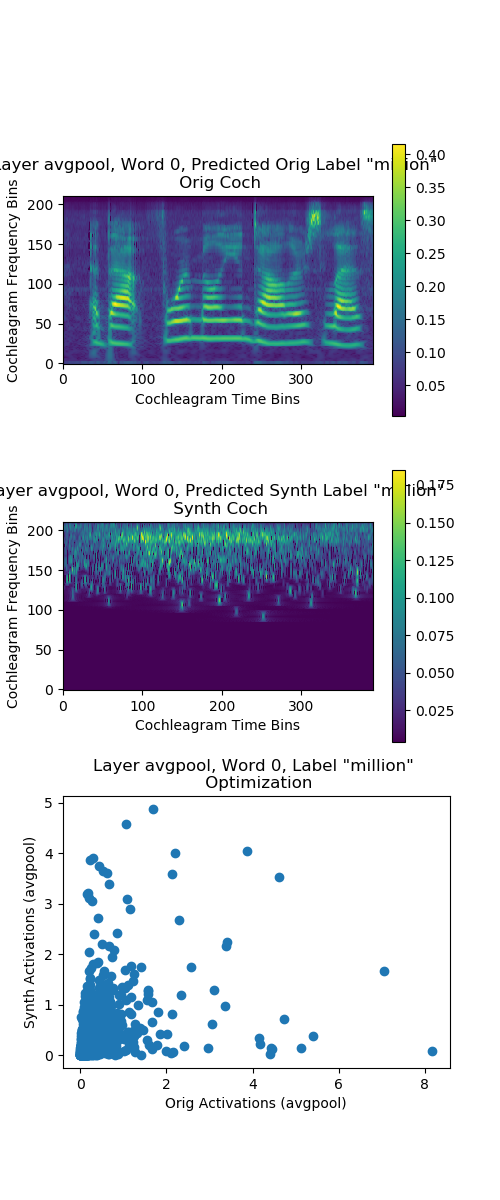 Layer avgpool, Word 0, Predicted Orig Label "million"
Orig Coch
Cochleagram Frequency Bins
200
150
100
50
0
0 100 200 300
Cochleagram Time Bins
0.40
0.35
0.30
0.25
0.20
0.15
0.10
0.05
Layer avgpool, Word 0, Predicted Synth Label "million"
Synth Coch
Cochleagram Frequency Bins
200
150
100
50
0
0 100 200 300
Cochleagram Time Bins
0.175
0.150
0.125
0.100
0.075
0.050
0.025
Layer avgpool, Word 0, Label "million"
Optimization
Synth Activations (avgpool)
5
4
3
2
1
0
0 2 4 6 8
Orig Activations (avgpool)